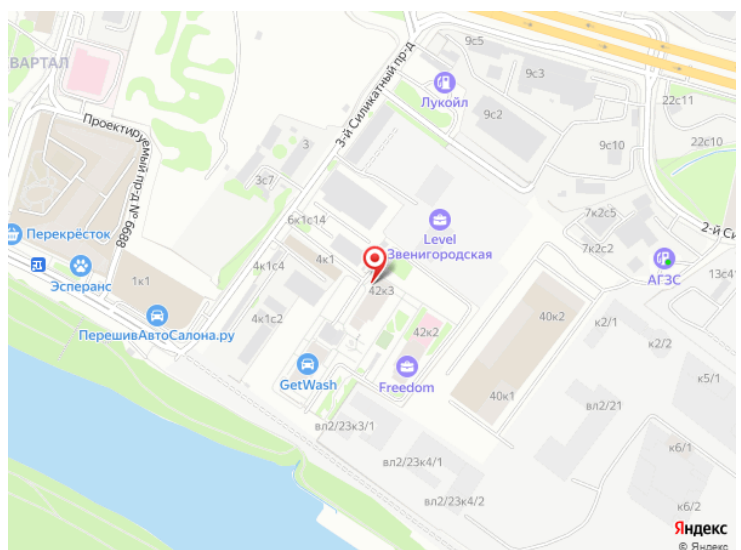 9с5
9с3
ВАРТАЛ
Лукойл
22с11
9с2
Проектируемый пр-д № 6688
3-й Силикатный пр-д
3
9с10
22с10
3с7
7к2с5
6к1с14
Level
Звенигородская
7к2с2
2-й Си
Перекрёсток
4к1с4
4к1
АГЗС
13с41
Эсперанс
1к1
42к3
4к1с2
40к2
к2/1
ПерешивАвтоСалона.ру
42к2
к2/2
GetWash
Freedom
к5/1
40к1
вл2/21
вл2/23к3/1
к6/1
вл2/23к4/1
вл2/23к4/2
к6/2
Яндекс
© Яндекс